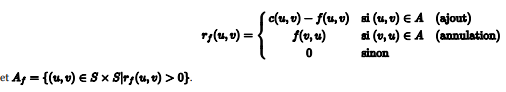 r_f(u, v) = { c(u, v) − f(u, v) si (u, v) ∈ A (ajout)
f(v, u) si (v, u) ∈ A (annulation)
0 sinon
et A_f = {(u, v) ∈ S × S|r_f(u, v) > 0}.